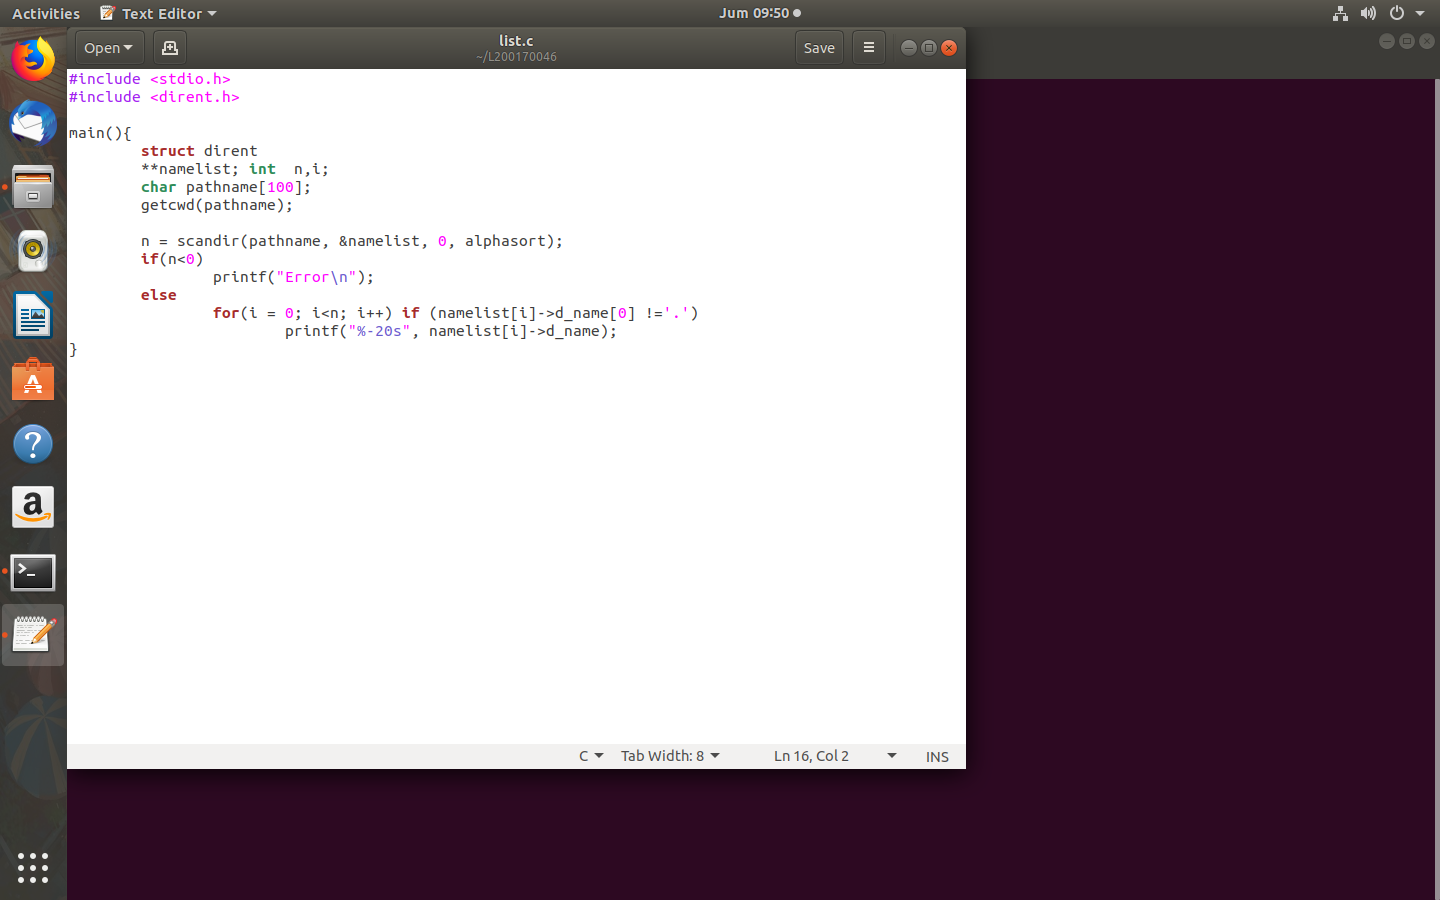 Activities Text Editor Jum 09:50
Open list.c Save
~/L200170046
#include <stdio.h>
#include <dirent.h>
main(){
struct dirent
**namelist; int  n,i;
char pathname[100];
getcwd(pathname);
n = scandir(pathname, &namelist, 0, alphasort);
if(n<0)
printf("Error\n");
else
for(i = 0; i<n; i++) if (namelist[i]->d_name[0] !='.')
printf("%-20s", namelist[i]->d_name);
}
C Tab Width: 8 Ln 16, Col 2 INS